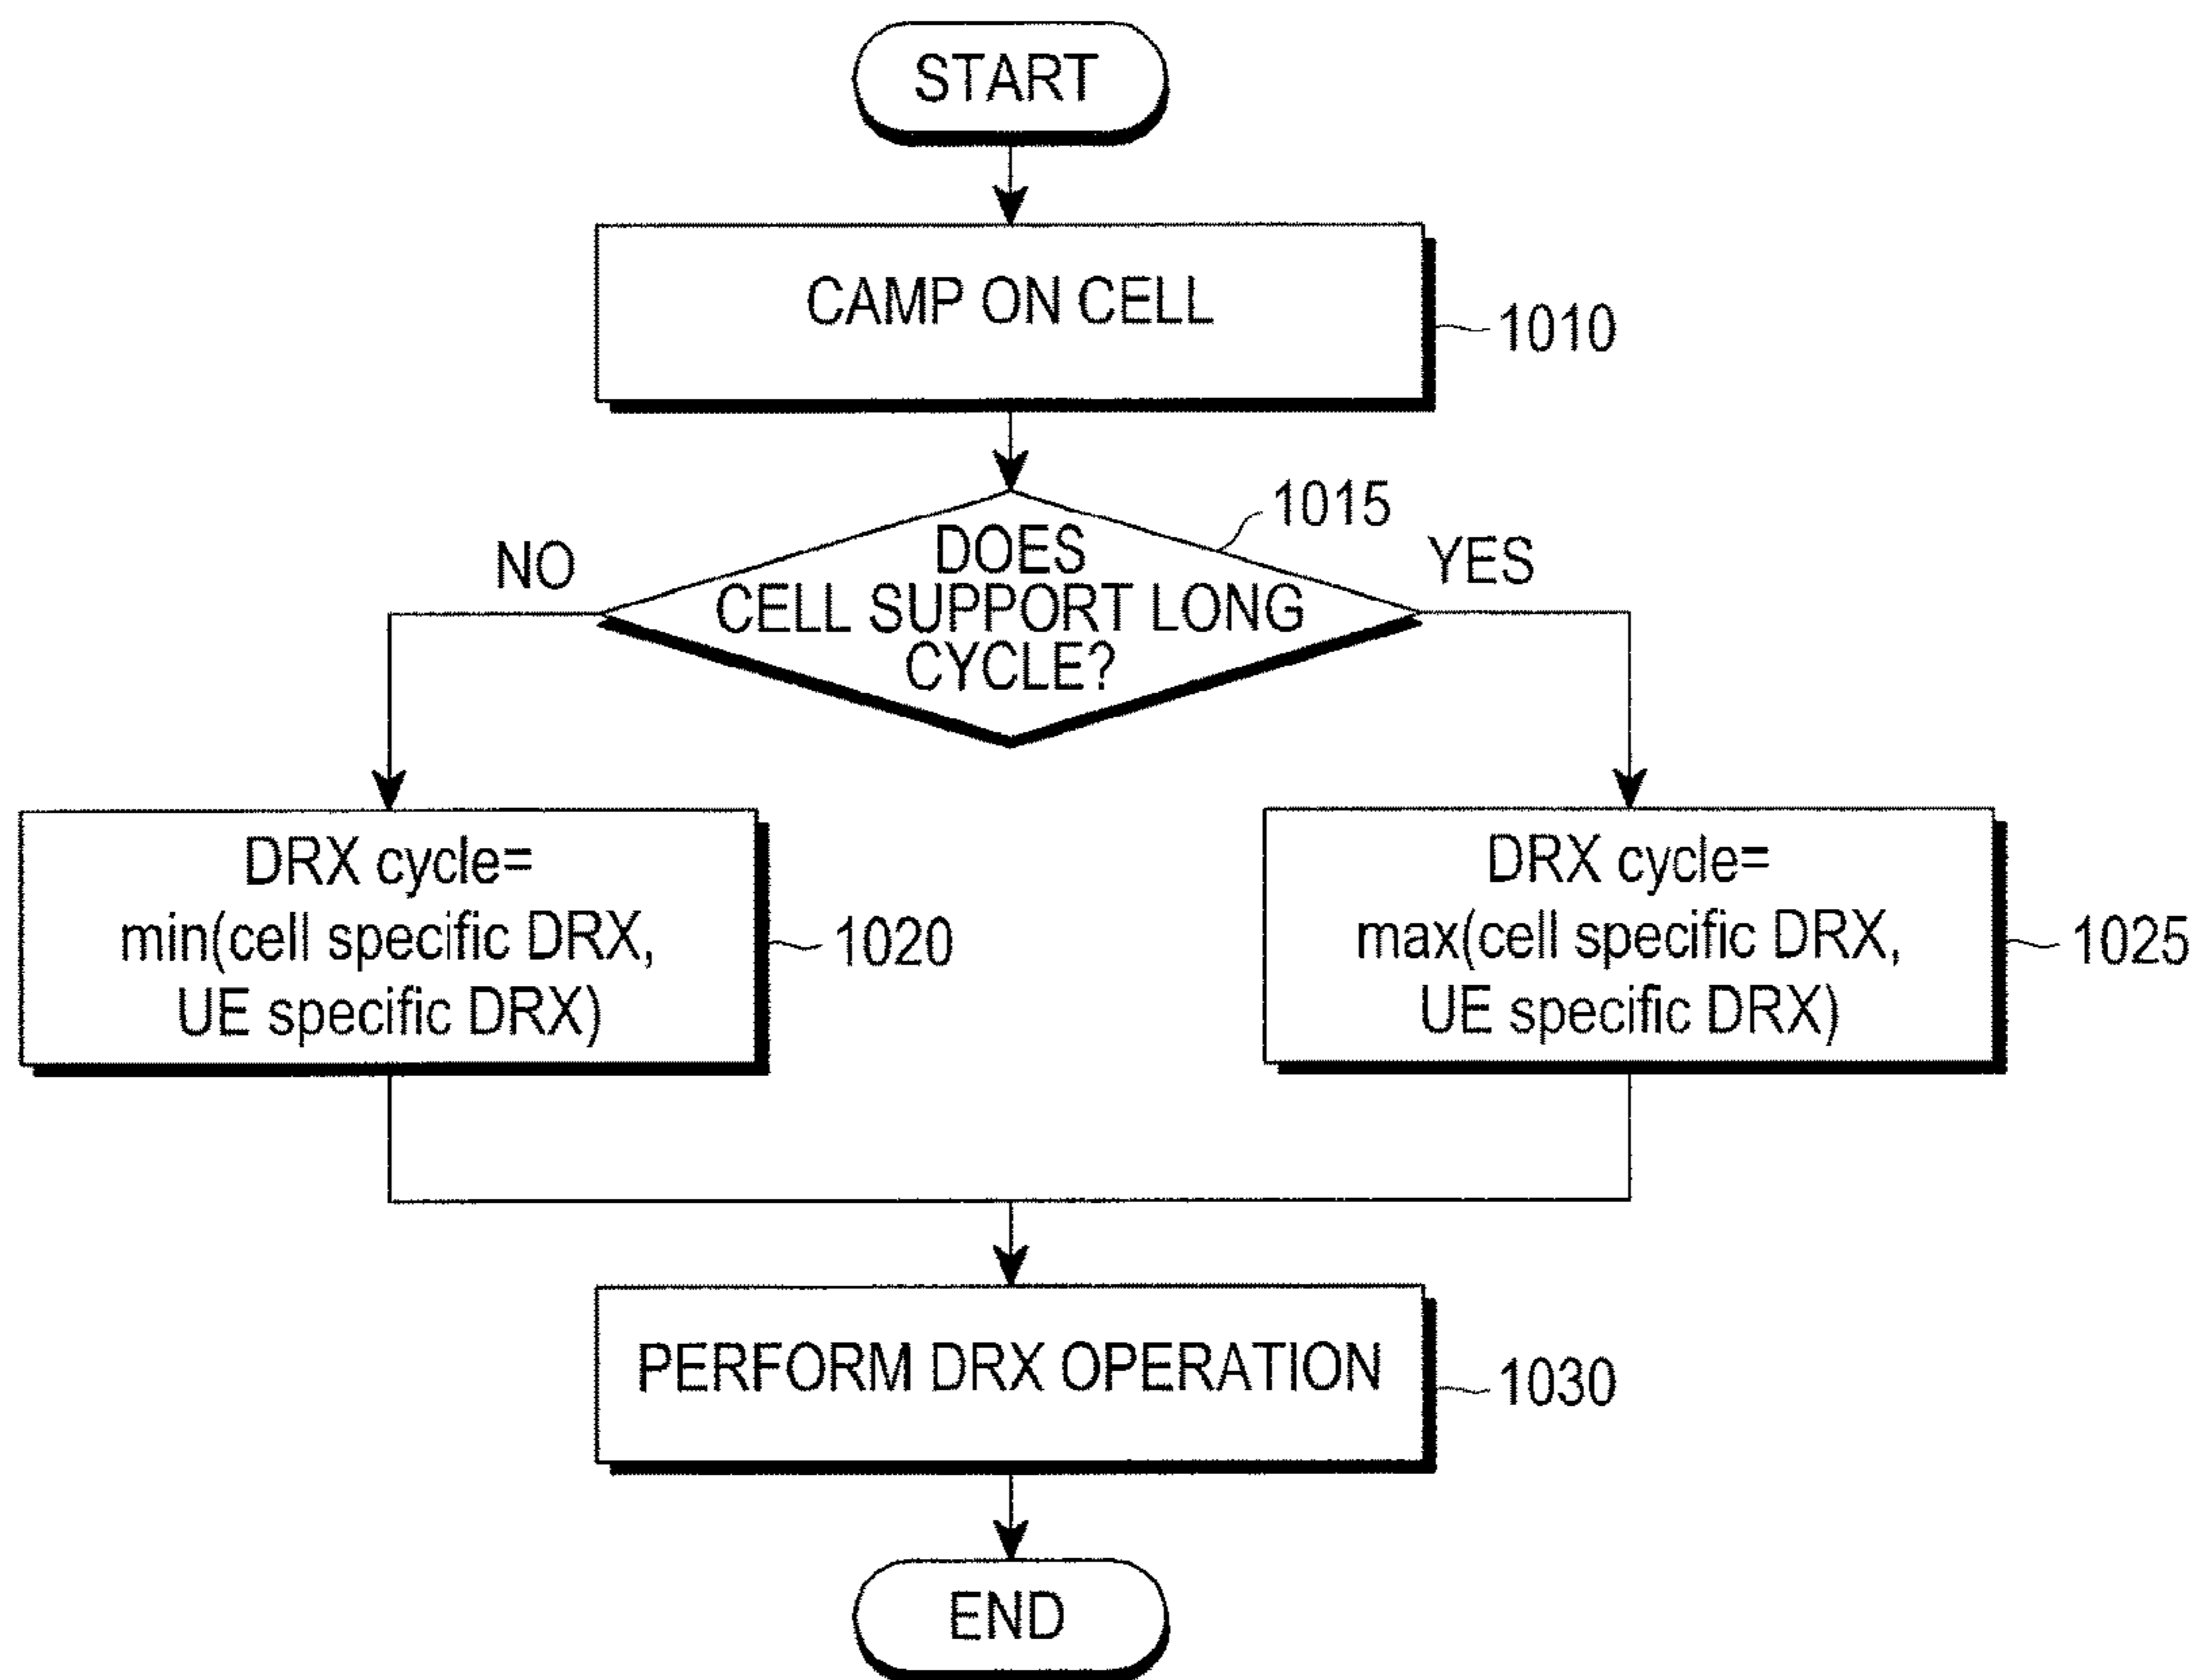 START
CAMP ON CELL
1010
1015
NO
YES
DOES
CELL SUPPORT LONG
CYCLE?
DRX cycle=
min(cell specific DRX,
UE specific DRX)
1020
DRX cycle=
max(cell specific DRX,
UE specific DRX)
1025
PERFORM DRX OPERATION
1030
END